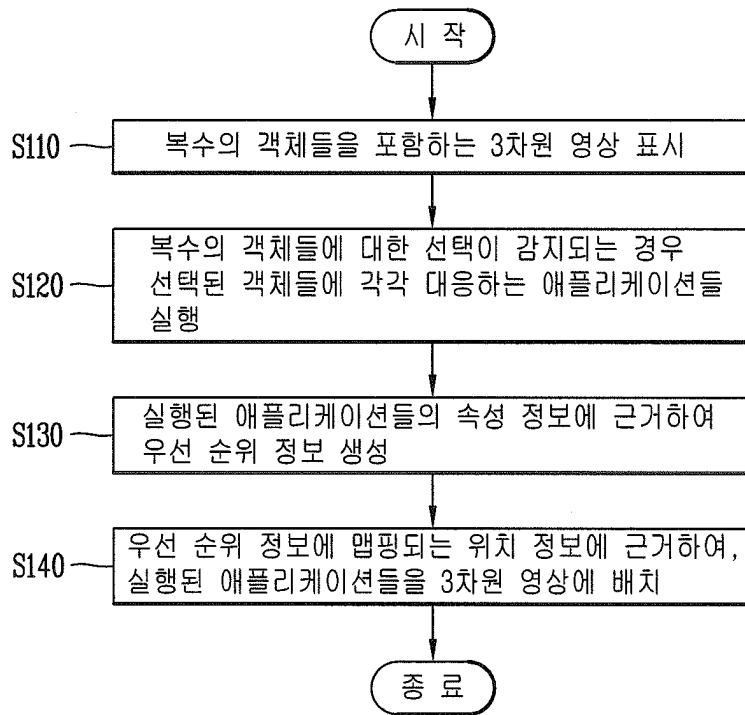 시 작
S110
복수의 객체들을 포함하는 3차원 영상 표시
S120
복수의 객체들에 대한 선택이 감지되는 경우
선택된 객체들에 각각 대응하는 애플리케이션들
실행
S130
실행된 애플리케이션들의 속성 정보에 근거하여
우선 순위 정보 생성
S140
우선 순위 정보에 맵핑되는 위치 정보에 근거하여,
실행된 애플리케이션들을 3차원 영상에 배치
종 료